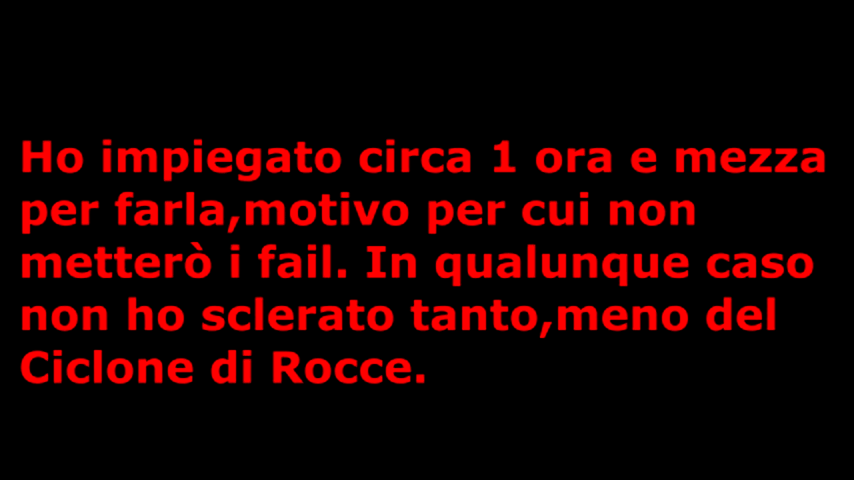 Ho impiegato circa 1 ora e mezza
per farla,motivo per cui non
metterò i fail. In qualunque caso
non ho sclerato tanto,meno del
Ciclone di Rocce.